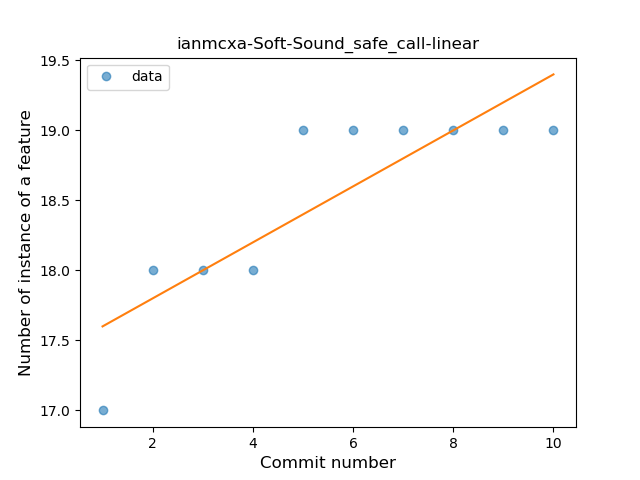 ianmcxa-Soft-Sound_safe_call-linear
data
Number of instance of a feature
19.5
19.0
18.5
18.0
17.5
17.0
2
4
6
8
10
Commit number